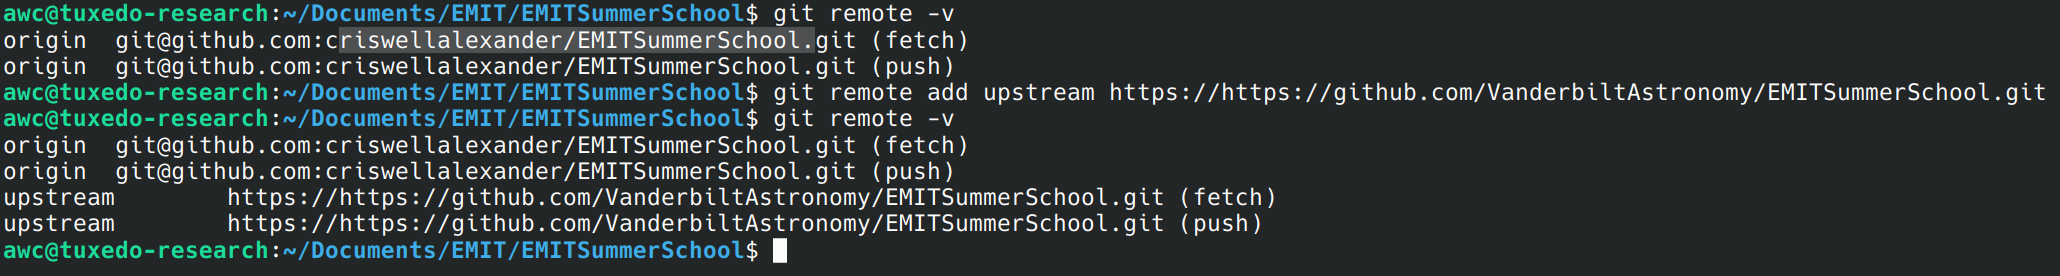 awc@tuxedo-research:~/Documents/EMIT/EMITSummerSchool$ git remote -v
origin  git@github.com:criswellalexander/EMITSummerSchool.git (fetch)
origin  git@github.com:criswellalexander/EMITSummerSchool.git (push)
awc@tuxedo-research:~/Documents/EMIT/EMITSummerSchool$ git remote add upstream https://https://github.com/VanderbiltAstronomy/EMITSummerSchool.git
awc@tuxedo-research:~/Documents/EMIT/EMITSummerSchool$ git remote -v
origin  git@github.com:criswellalexander/EMITSummerSchool.git (fetch)
origin  git@github.com:criswellalexander/EMITSummerSchool.git (push)
upstream        https://https://github.com/VanderbiltAstronomy/EMITSummerSchool.git (fetch)
upstream        https://https://github.com/VanderbiltAstronomy/EMITSummerSchool.git (push)
awc@tuxedo-research:~/Documents/EMIT/EMITSummerSchool$